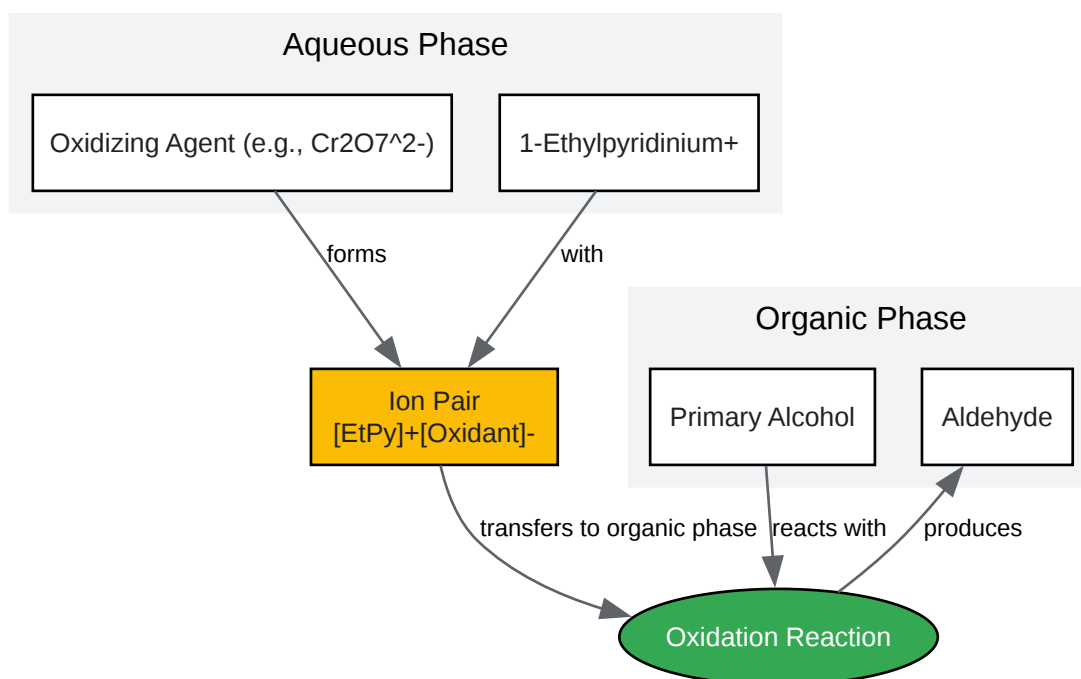 Aqueous Phase
Oxidizing Agent (e.g., Cr2O7^2-)
1-Ethylpyridinium+
forms
with
Organic Phase
Ion Pair
[EtPy]+[Oxidant]-
Primary Alcohol
Aldehyde
transfers to organic phase
reacts with
produces
Oxidation Reaction